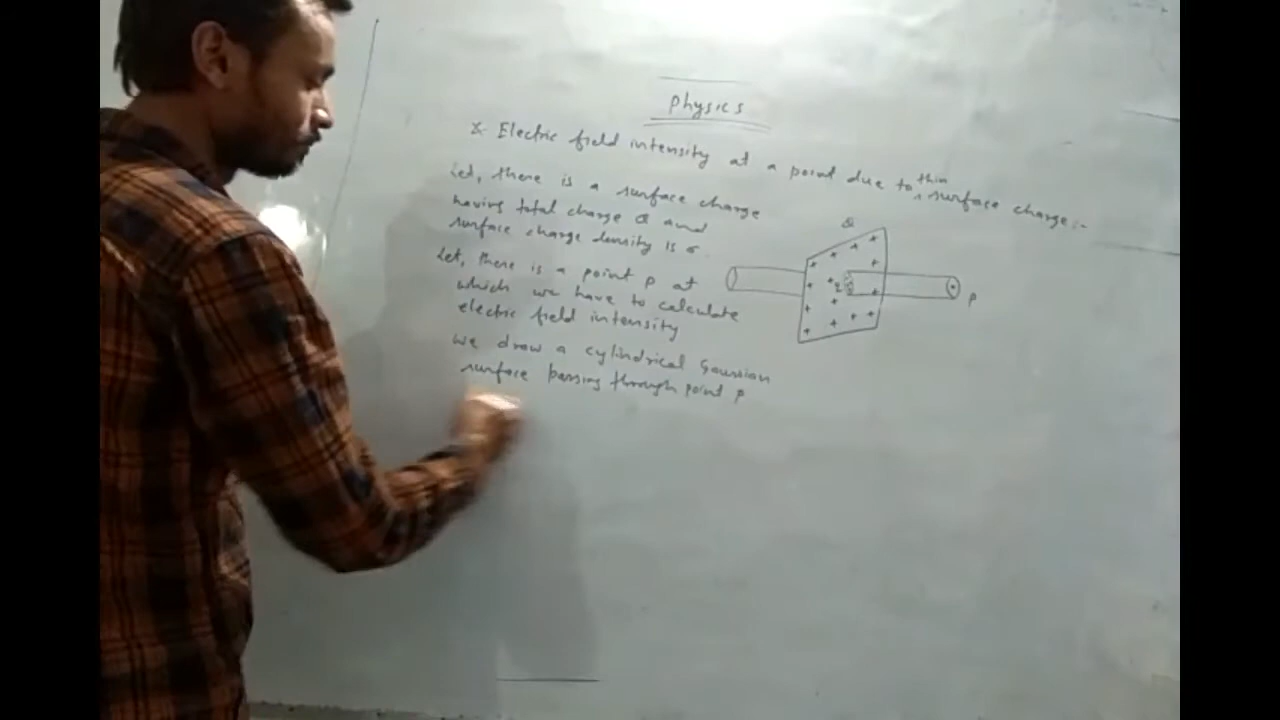 Physics
※ Electric field intensity at a point due to thin surface charge :-
Let, there is a surface charge
having total charge Q and
surface charge density is σ.
Let, there is a point P at
which we have to calculate
electric field intensity
We draw a cylindrical Gaussian
surface passing through point P
Q
q
P